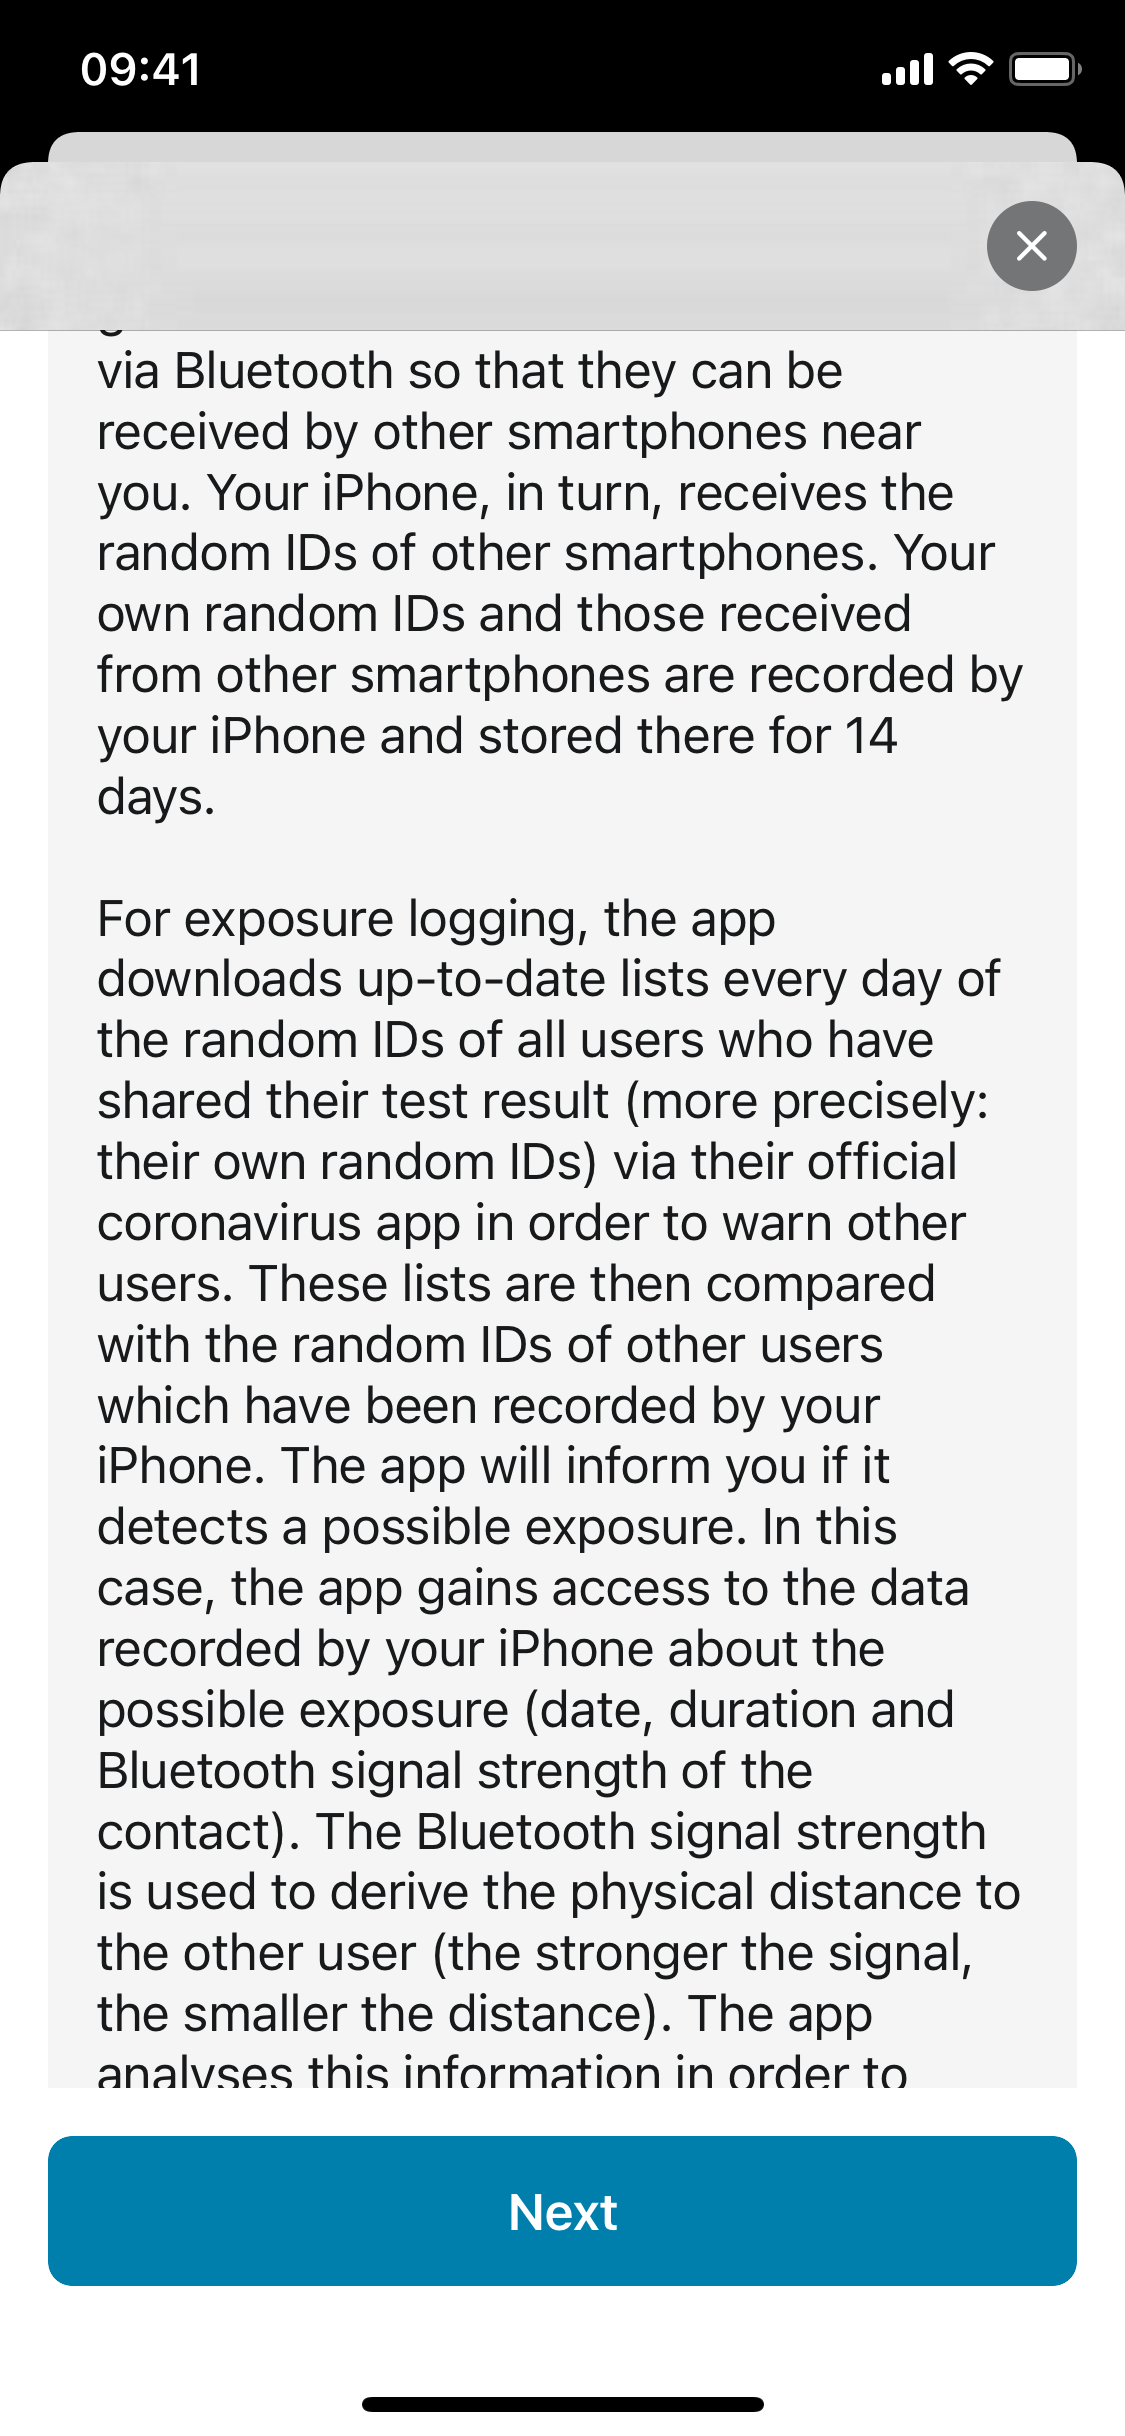 09:41
via Bluetooth so that they can be
received by other smartphones near
you. Your iPhone, in turn, receives the
random IDs of other smartphones. Your
own random IDs and those received
from other smartphones are recorded by
your iPhone and stored there for 14
days.
For exposure logging, the app
downloads up-to-date lists every day of
the random IDs of all users who have
shared their test result (more precisely:
their own random IDs) via their official
coronavirus app in order to warn other
users. These lists are then compared
with the random IDs of other users
which have been recorded by your
iPhone. The app will inform you if it
detects a possible exposure. In this
case, the app gains access to the data
recorded by your iPhone about the
possible exposure (date, duration and
Bluetooth signal strength of the
contact). The Bluetooth signal strength
is used to derive the physical distance to
the other user (the stronger the signal,
the smaller the distance). The app
analyses this information in order to
Next